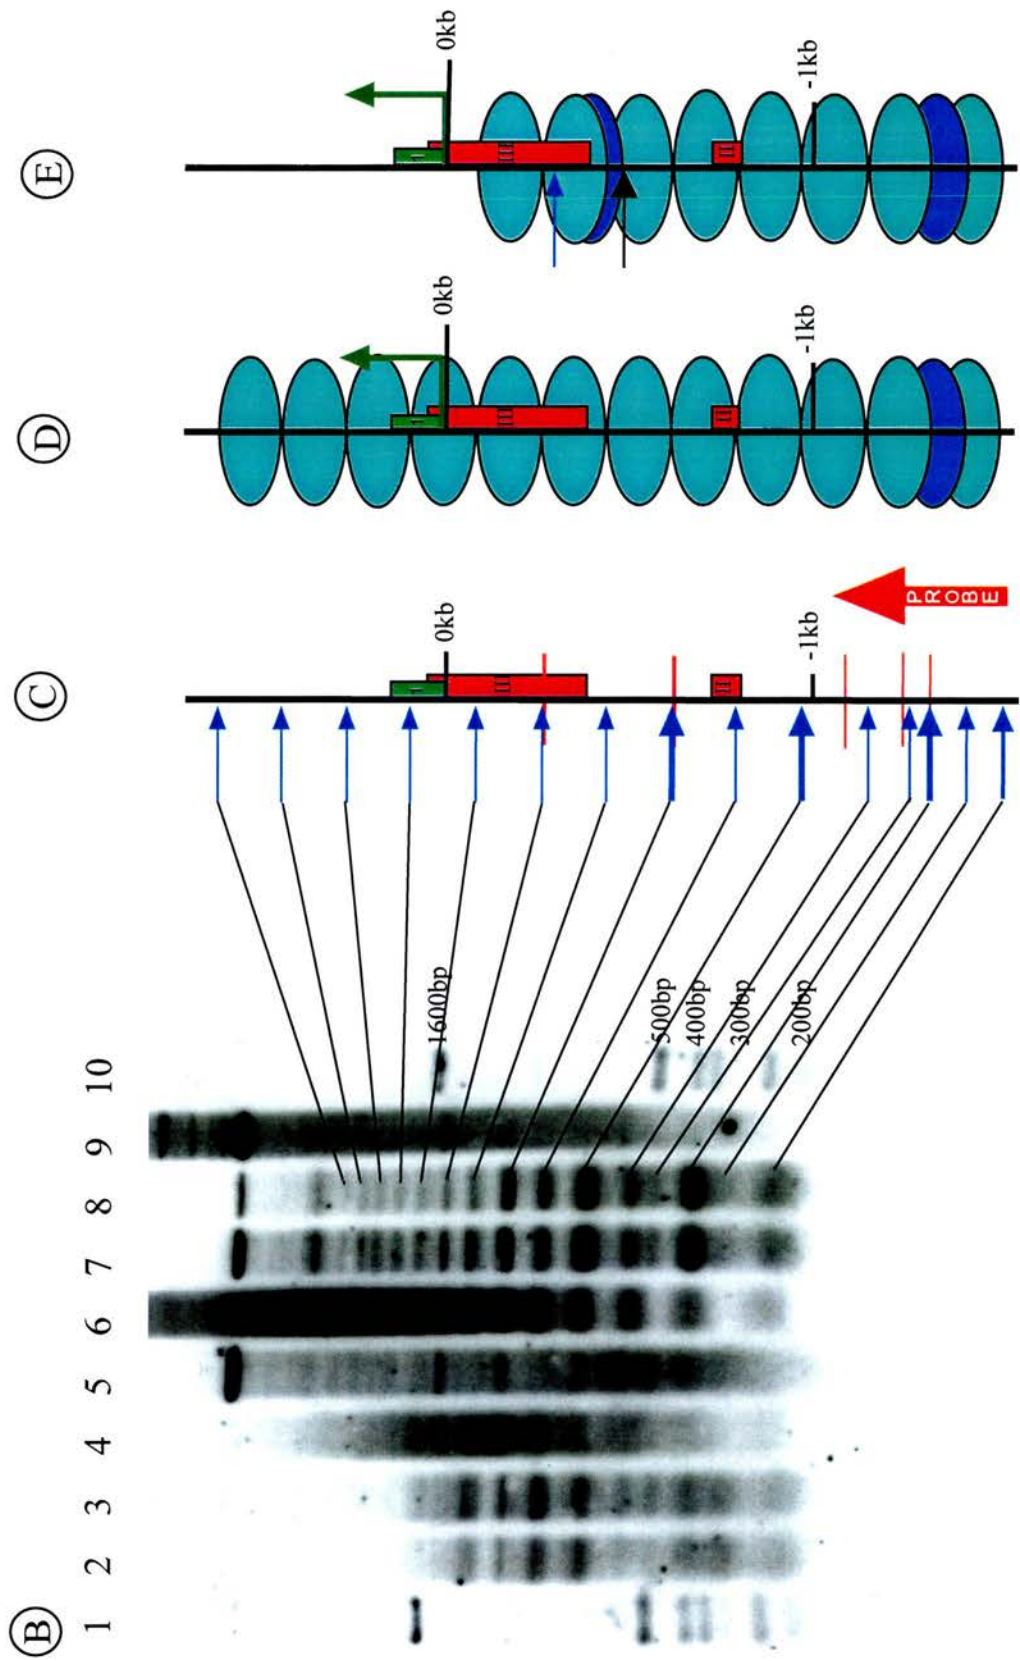 B
1 2 3 4 5 6 7 8 9 10
1600bp
500bp
400bp
300bp
200bp
C
I
0kb
III
II
-1kb
PROBE
D
I
0kb
III
II
-1kb
E
I
0kb
III
II
-1kb